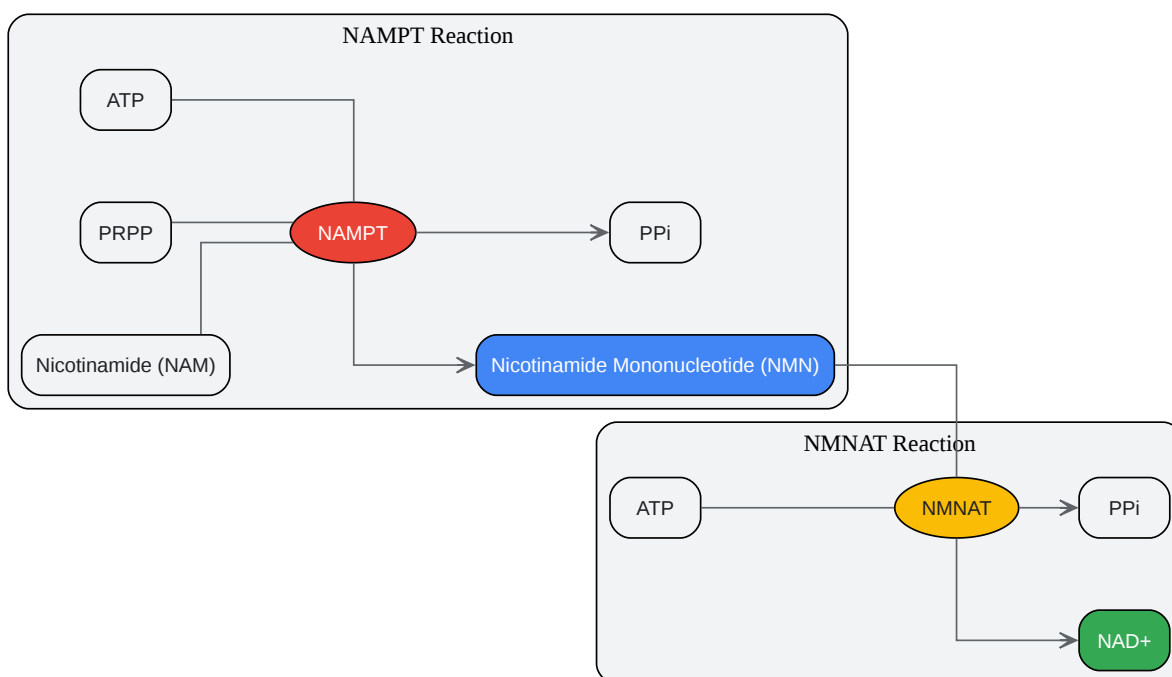 NAMPT Reaction
ATP
PRPP
NAMPT
PPi
Nicotinamide (NAM)
Nicotinamide Mononucleotide (NMN)
NMNAT Reaction
ATP
NMNAT
PPi
NAD+